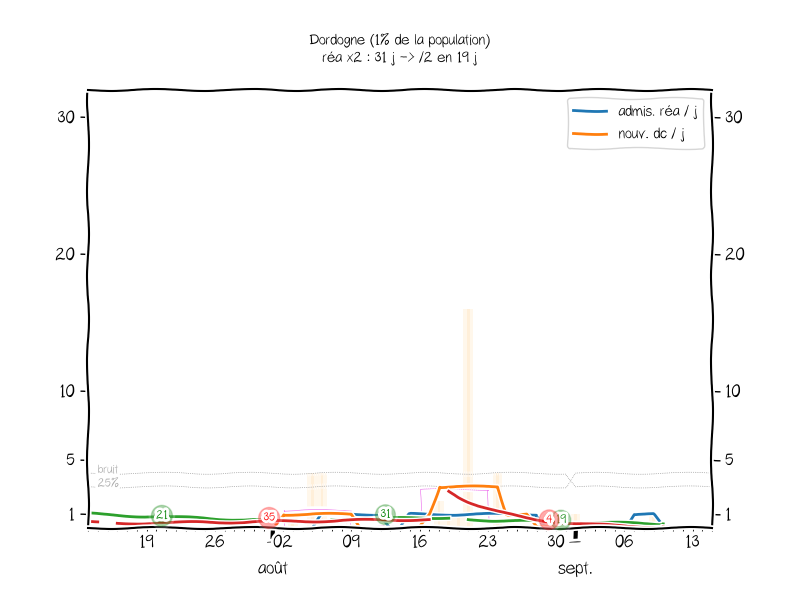 Dordogne (1% de la population)
réa x2 : 31 j -> /2 en 19 j
admis. réa / j
nouv. dc / j
30 30
20 20
10 10
5 5
1 1
bruit
25%
21 35 31 4 19
19 26 02 09 16 23 30 06 13
août sept.